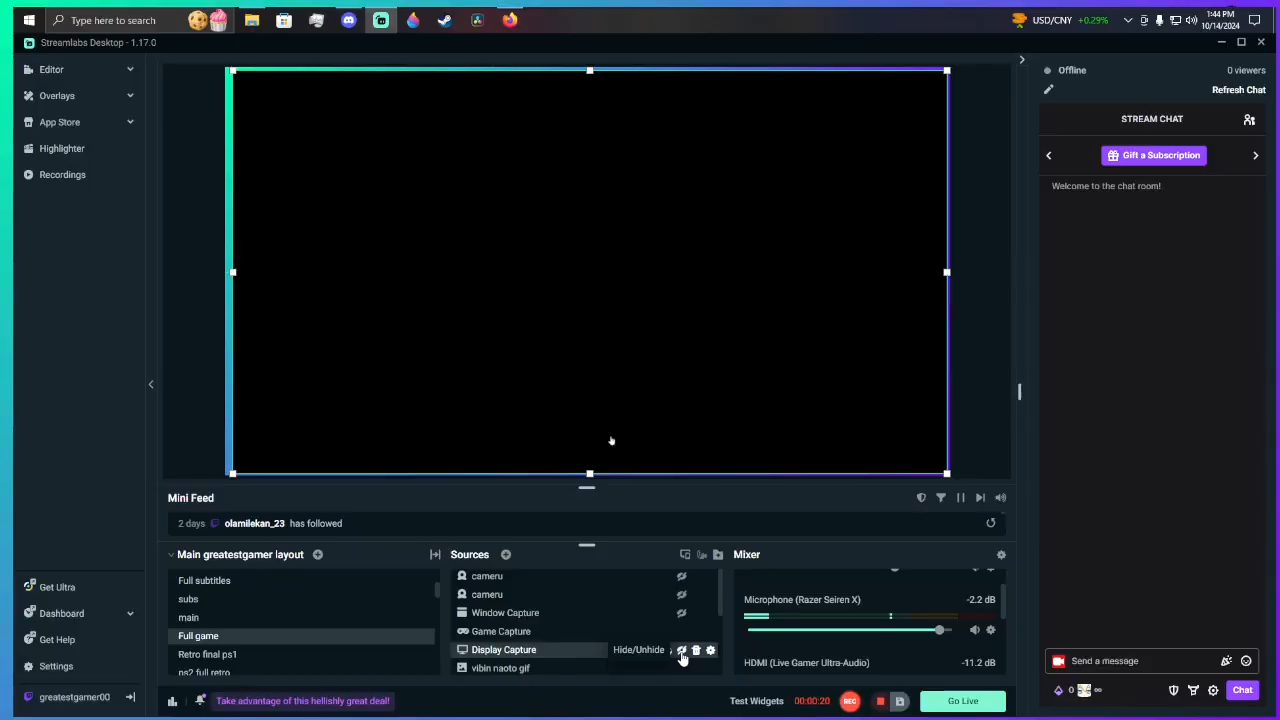 Type here to search
USD/CNY +0.29%
1:44 PM
10/14/2024
Streamlabs Desktop - 1.17.0
Editor
Overlays
App Store
Highlighter
Recordings
Get Ultra
Dashboard
Get Help
Settings
greatestgamer00
Mini Feed
2 days olamilekan_23 has followed
Main greatestgamer layout
Full subtitles
subs
main
Full game
Retro final ps1
ps2 full retro
Sources
cameru
cameru
Window Capture
Game Capture
Display Capture
Hide/Unhide
vibin naoto gif
Mixer
Microphone (Razer Seiren X) -2.2 dB
HDMI (Live Gamer Ultra-Audio) -11.2 dB
Take advantage of this hellishly great deal!
Test Widgets 00:00:20 REC
Go Live
Offline 0 viewers
Refresh Chat
STREAM CHAT
Gift a Subscription
Welcome to the chat room!
Send a message
0 ∞
Chat